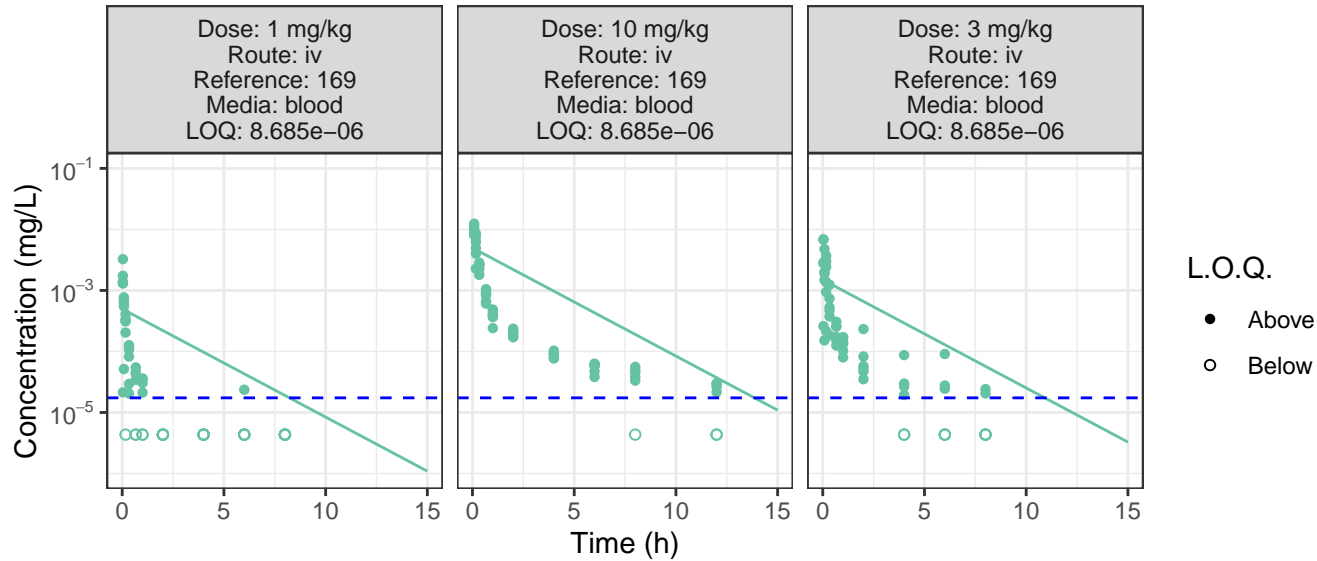 Dose: 1 mg/kg
Route: iv
Reference: 169
Media: blood
LOQ: 8.685e−06
Dose: 10 mg/kg
Route: iv
Reference: 169
Media: blood
LOQ: 8.685e−06
Dose: 3 mg/kg
Route: iv
Reference: 169
Media: blood
LOQ: 8.685e−06
Concentration (mg/L)
10⁻¹
10⁻³
10⁻⁵
0 5 10 15
0 5 10 15
0 5 10 15
Time (h)
L.O.Q.
Above
Below